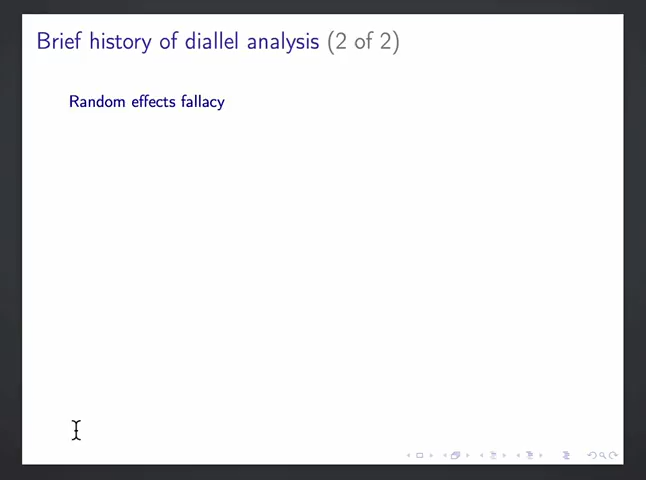 Brief history of diallel analysis (2 of 2)
Random effects fallacy